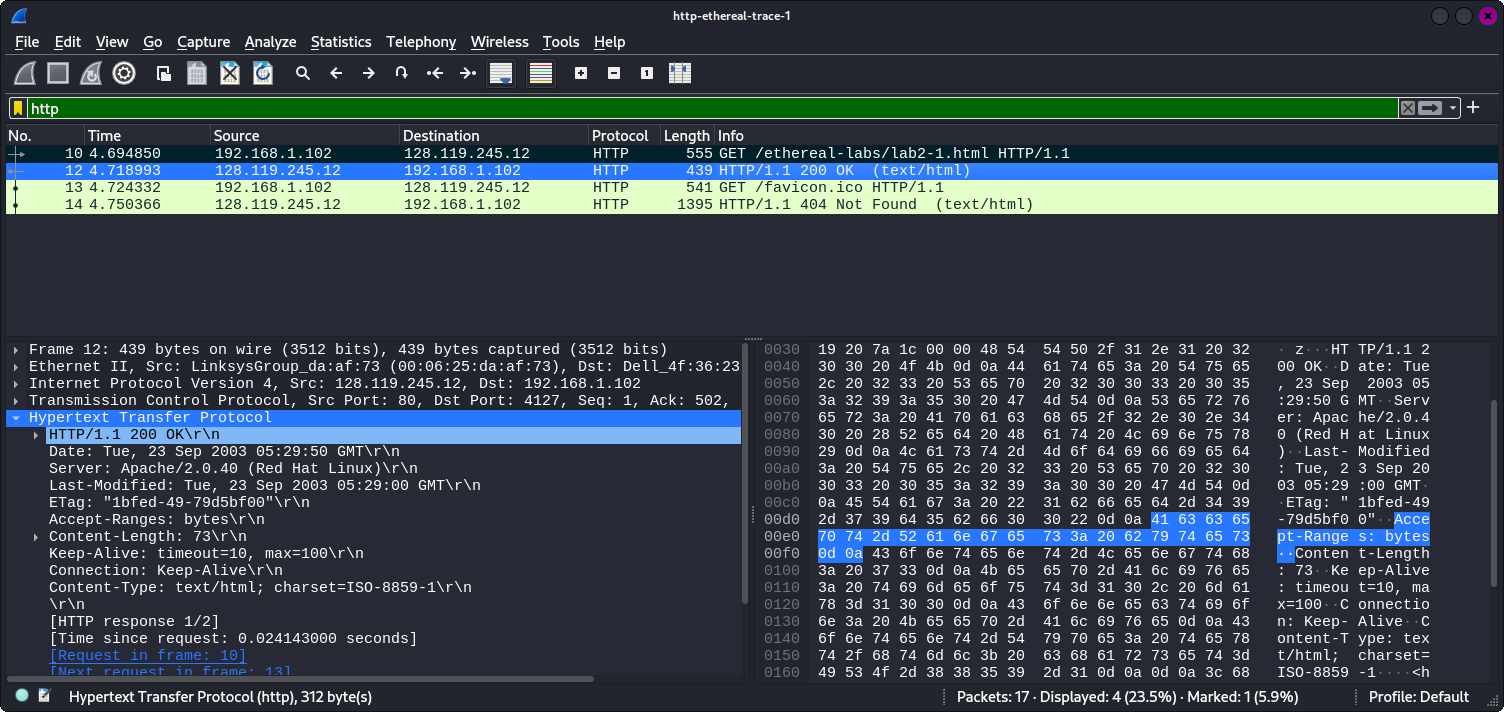 http-ethereal-trace-1
File Edit View Go Capture Analyze Statistics Telephony Wireless Tools Help
http
No. Time Source Destination Protocol Length Info
10 4.694850 192.168.1.102 128.119.245.12 HTTP 555 GET /ethereal-labs/lab2-1.html HTTP/1.1
12 4.718993 128.119.245.12 192.168.1.102 HTTP 439 HTTP/1.1 200 OK (text/html)
13 4.724332 192.168.1.102 128.119.245.12 HTTP 541 GET /favicon.ico HTTP/1.1
14 4.750366 128.119.245.12 192.168.1.102 HTTP 1395 HTTP/1.1 404 Not Found (text/html)
Frame 12: 439 bytes on wire (3512 bits), 439 bytes captured (3512 bits)
Ethernet II, Src: LinksysGroup_da:af:73 (00:06:25:da:af:73), Dst: Dell_4f:36:23
Internet Protocol Version 4, Src: 128.119.245.12, Dst: 192.168.1.102
Transmission Control Protocol, Src Port: 80, Dst Port: 4127, Seq: 1, Ack: 502,
Hypertext Transfer Protocol
HTTP/1.1 200 OK\r\n
Date: Tue, 23 Sep 2003 05:29:50 GMT\r\n
Server: Apache/2.0.40 (Red Hat Linux)\r\n
Last-Modified: Tue, 23 Sep 2003 05:29:00 GMT\r\n
ETag: "1bfed-49-79d5bf00"\r\n
Accept-Ranges: bytes\r\n
Content-Length: 73\r\n
Keep-Alive: timeout=10, max=100\r\n
Connection: Keep-Alive\r\n
Content-Type: text/html; charset=ISO-8859-1\r\n
\r\n
[HTTP response 1/2]
[Time since request: 0.024143000 seconds]
[Request in frame: 10]
[Next request in frame: 13]
0030 19 20 7a 1c 00 00 48 54 54 50 2f 31 2e 31 20 32 · z···HT TP/1.1 2
0040 30 30 20 4f 4b 0d 0a 44 61 74 65 3a 20 54 75 65 00 OK··D ate: Tue
0050 2c 20 32 33 20 53 65 70 20 32 30 30 33 20 30 35 , 23 Sep 2003 05
0060 3a 32 39 3a 35 30 20 47 4d 54 0d 0a 53 65 72 76 :29:50 G MT··Serv
0070 65 72 3a 20 41 70 61 63 68 65 2f 32 2e 30 2e 34 er: Apac he/2.0.4
0080 30 20 28 52 65 64 20 48 61 74 20 4c 69 6e 75 78 0 (Red H at Linux
0090 29 0d 0a 4c 61 73 74 2d 4d 6f 64 69 66 69 65 64 )··Last- Modified
00a0 3a 20 54 75 65 2c 20 32 33 20 53 65 70 20 32 30 : Tue, 2 3 Sep 20
00b0 30 33 20 30 35 3a 32 39 3a 30 30 20 47 4d 54 0d 03 05:29 :00 GMT·
00c0 0a 45 54 61 67 3a 20 22 31 62 66 65 64 2d 34 39 ·ETag: " 1bfed-49
00d0 2d 37 39 64 35 62 66 30 30 22 0d 0a 41 63 63 65 -79d5bf0 0"··Acce
00e0 70 74 2d 52 61 6e 67 65 73 3a 20 62 79 74 65 73 pt-Range s: bytes
00f0 0d 0a 43 6f 6e 74 65 6e 74 2d 4c 65 6e 67 74 68 ··Conten t-Length
0100 3a 20 37 33 0d 0a 4b 65 65 70 2d 41 6c 69 76 65 : 73··Ke ep-Alive
0110 3a 20 74 69 6d 65 6f 75 74 3d 31 30 2c 20 6d 61 : timeou t=10, ma
0120 78 3d 31 30 30 0d 0a 43 6f 6e 6e 65 63 74 69 6f x=100··C onnectio
0130 6e 3a 20 4b 65 65 70 2d 41 6c 69 76 65 0d 0a 43 n: Keep- Alive··C
0140 6f 6e 74 65 6e 74 2d 54 79 70 65 3a 20 74 65 78 ontent-T ype: tex
0150 74 2f 68 74 6d 6c 3b 20 63 68 61 72 73 65 74 3d t/html; charset=
0160 49 53 4f 2d 38 38 35 39 2d 31 0d 0a 0d 0a 3c 68 ISO-8859 -1····<h
Hypertext Transfer Protocol (http), 312 byte(s) Packets: 17 · Displayed: 4 (23.5%) · Marked: 1 (5.9%) Profile: Default